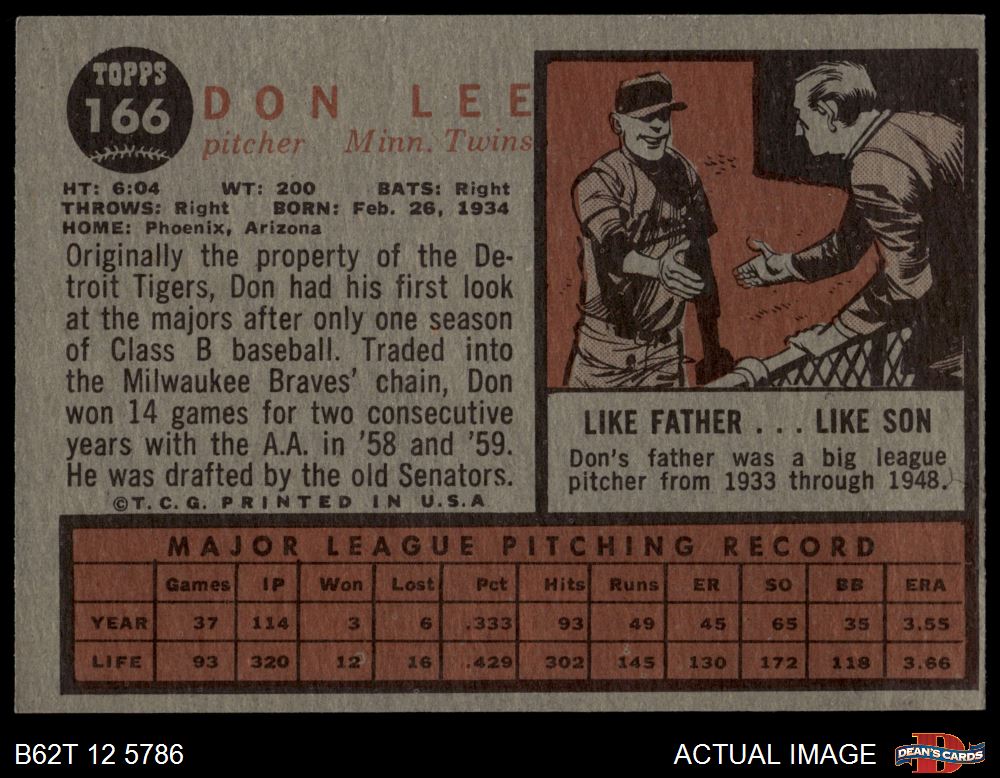 TOPPS
166
DON LEE
pitcher Minn. Twins
HT: 6:04 WT: 200 BATS: Right
THROWS: Right BORN: Feb. 26, 1934
HOME: Phoenix, Arizona
Originally the property of the De-
troit Tigers, Don had his first look
at the majors after only one season
of Class B baseball. Traded into
the Milwaukee Braves' chain, Don
won 14 games for two consecutive
years with the A.A. in '58 and '59.
He was drafted by the old Senators.
©T.C.G. PRINTED IN U.S.A
LIKE FATHER . . . LIKE SON
Don's father was a big league
pitcher from 1933 through 1948.
MAJOR LEAGUE PITCHING RECORD
Games IP Won Lost Pct Hits Runs ER SO BB ERA
YEAR 37 114 3 6 .333 93 49 45 65 35 3.55
LIFE 93 320 12 16 .429 302 145 130 172 118 3.66
B62T 12 5786 ACTUAL IMAGE
DEAN'S CARDS